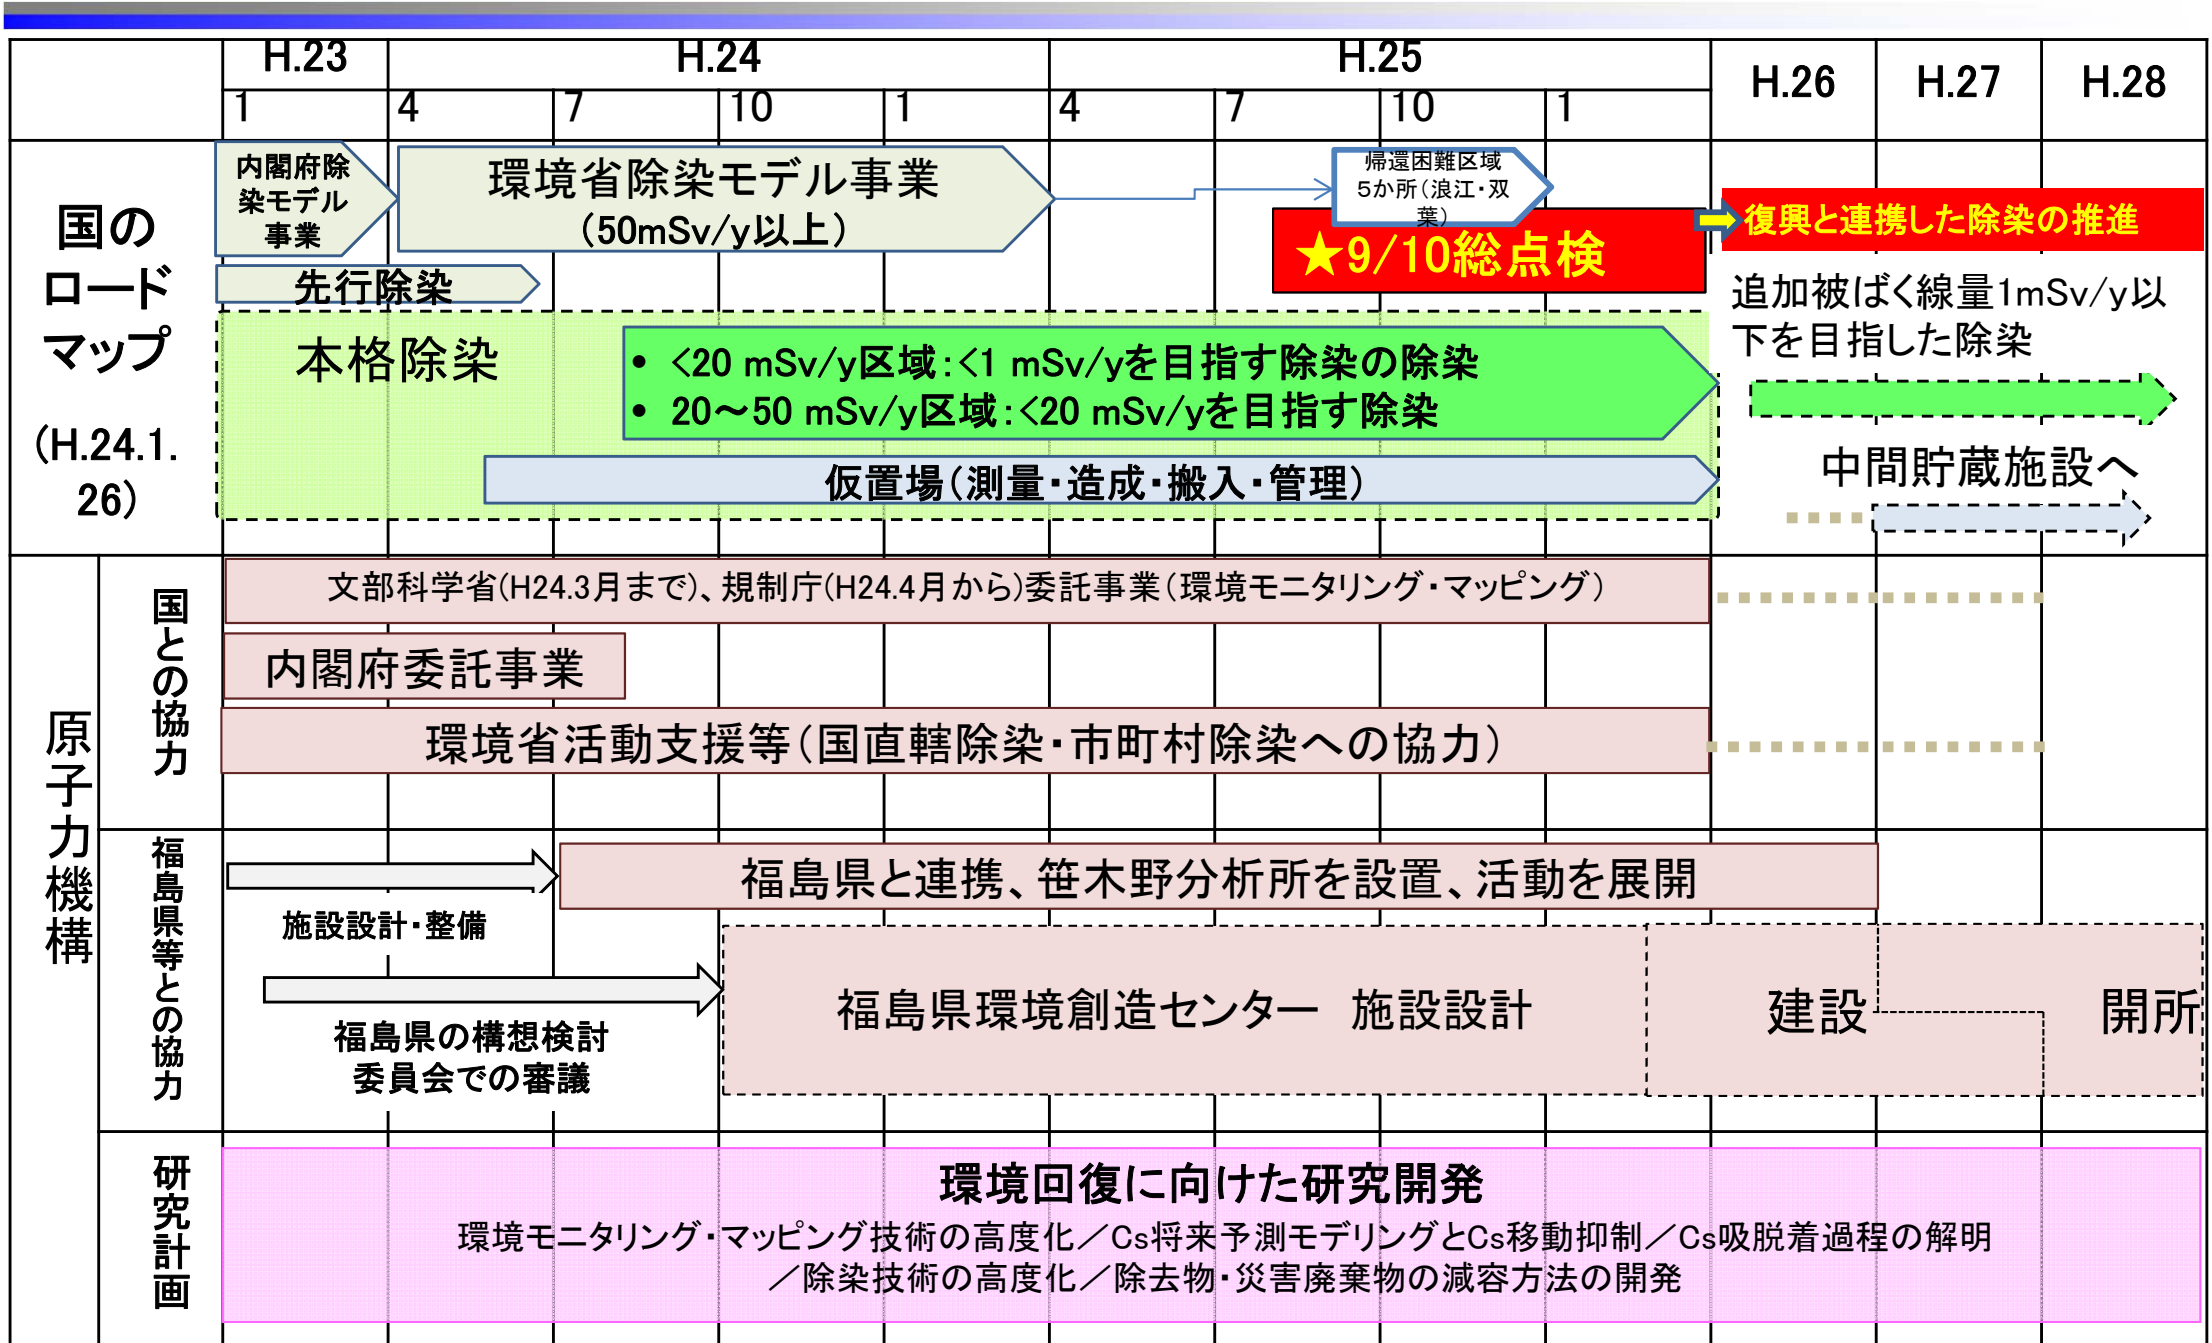 H.23 H.24 H.25 H.26 H.27 H.28
1 4 7 10 1 4 7 10 1
国の
ロード
マップ
(H.24.1.
26)
内閣府除
染モデル
事業
環境省除染モデル事業
(50mSv/y以上)
帰還困難区域
5か所(浪江・双
葉)
先行除染
★9/10総点検
復興と連携した除染の推進
追加被ばく線量1mSv/y以
下を目指した除染
本格除染
• <20 mSv/y区域:<1 mSv/yを目指す除染の除染
• 20~50 mSv/y区域:<20 mSv/yを目指す除染
仮置場(測量・造成・搬入・管理)
中間貯蔵施設へ
原子力機構
国との協力
文部科学省(H24.3月まで)、規制庁(H24.4月から)委託事業(環境モニタリング・マッピング)
内閣府委託事業
環境省活動支援等(国直轄除染・市町村除染への協力)
福島県等との協力
福島県と連携、笹木野分析所を設置、活動を展開
施設設計・整備
福島県の構想検討
委員会での審議
福島県環境創造センター 施設設計
建設
開所
研究計画
環境回復に向けた研究開発
環境モニタリング・マッピング技術の高度化/Cs将来予測モデリングとCs移動抑制/Cs吸脱着過程の解明
/除染技術の高度化/除去物・災害廃棄物の減容方法の開発